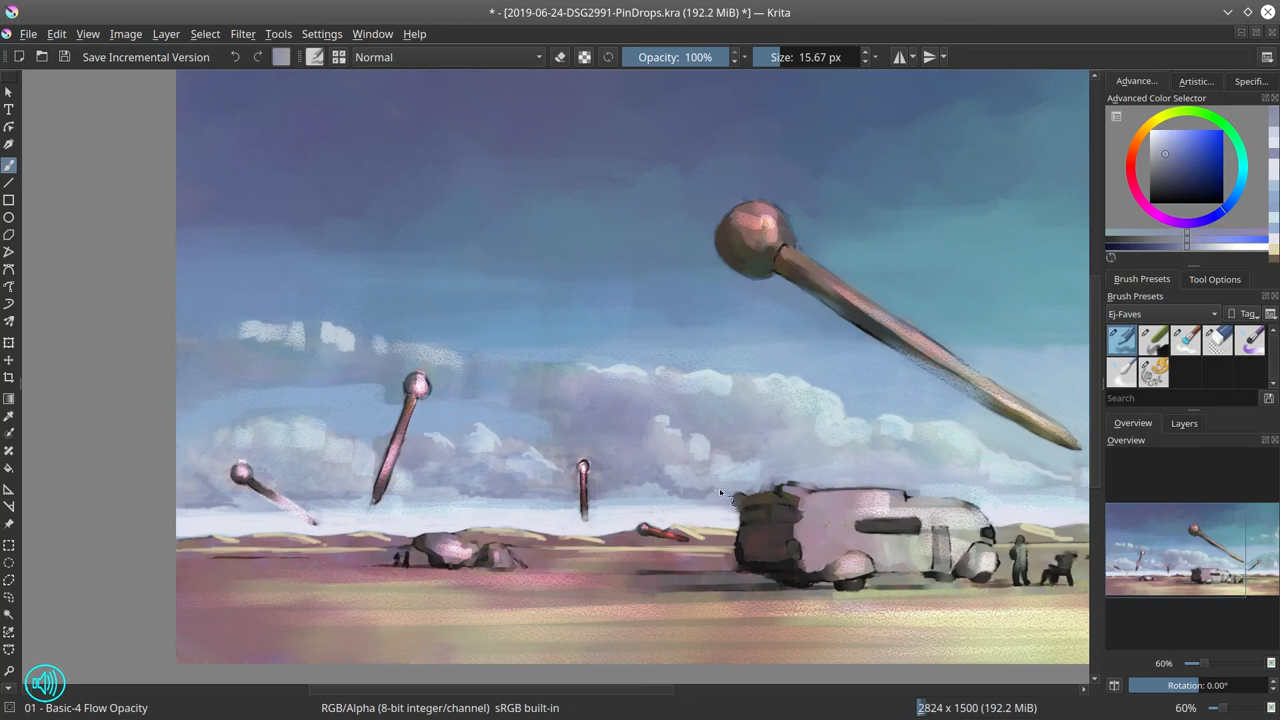 * - [2019-06-24-DSG2991-PinDrops.kra (192.2 MiB) *] — Krita
File Edit View Image Layer Select Filter Tools Settings Window Help
Save Incremental Version Normal Opacity: 100% Size: 15.67 px
Advance... Artistic... Specifi...
Advanced Color Selector
Brush Presets Tool Options
Brush Presets
Ej-Faves Tag
Search
Overview Layers
Overview
60%
Rotation: 0.00°
01 - Basic-4 Flow Opacity RGB/Alpha (8-bit integer/channel) sRGB built-in 2824 x 1500 (192.2 MiB) 60%